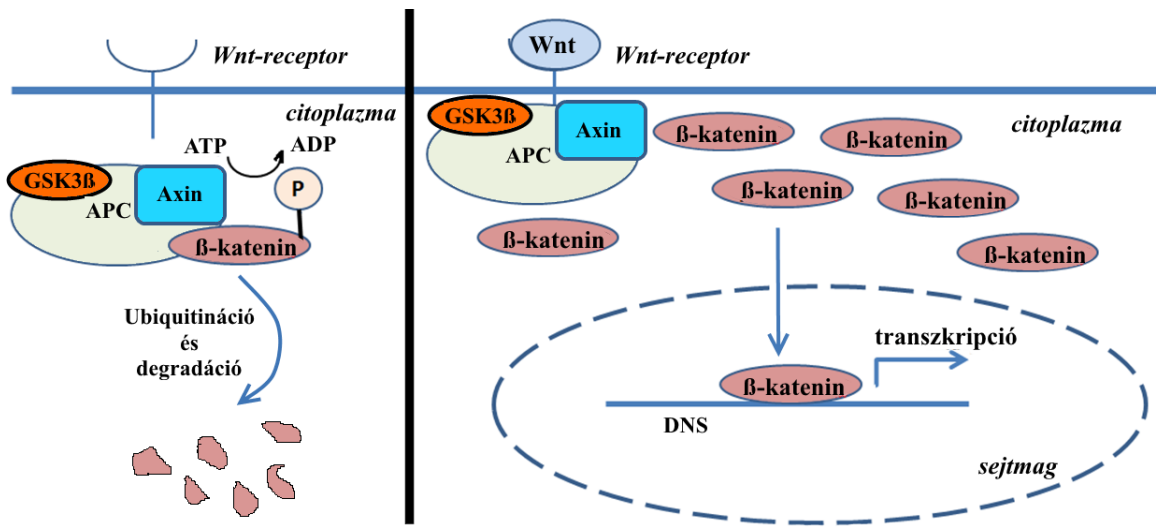 Wnt-receptor
citoplazma
ATP
ADP
GSK3ß
P
APC
Axin
ß-katenin
Ubiquitináció
és
degradáció
Wnt
Wnt-receptor
citoplazma
GSK3ß
APC
Axin
ß-katenin
ß-katenin
ß-katenin
ß-katenin
ß-katenin
ß-katenin
transzkripció
ß-katenin
DNS
sejtmag